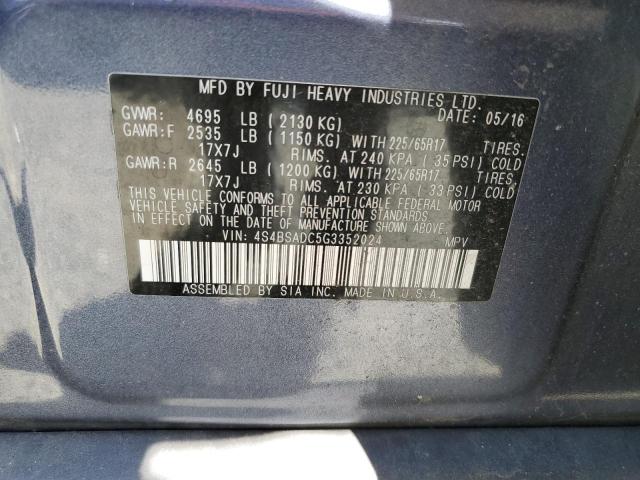 MFD BY FUJI HEAVY INDUSTRIES LTD.
GVWR: 4695 LB ( 2130 KG) DATE: 05/16
GAWR:F 2535 LB ( 1150 KG) WITH 225/65R17 TIRES.
17X7J RIMS. AT 240 KPA ( 35 PSI) COLD
GAWR:R 2645 LB ( 1200 KG) WITH 225/65R17 TIRES.
17X7J RIMS. AT 230 KPA ( 33 PSI) COLD
THIS VEHICLE CONFORMS TO ALL APPLICABLE FEDERAL MOTOR
VEHICLE SAFETY AND THEFT PREVENTION STANDARDS IN
EFFECT ON THE DATE OF MANUFACTURE SHOWN ABOVE.
VIN: 4S4BSADC5G3352024 MPV
ASSEMBLED BY SIA INC. MADE IN U.S.A.